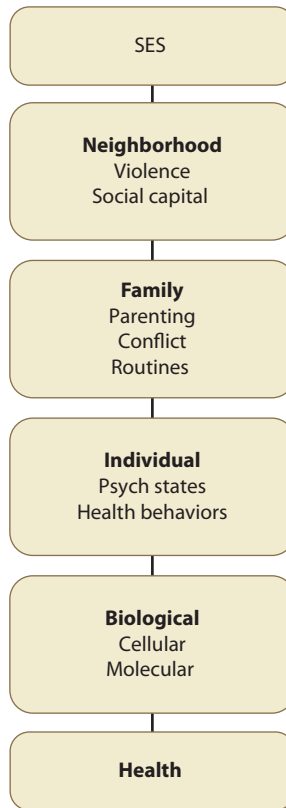 SES
Neighborhood
Violence
Social capital
Family
Parenting
Conflict
Routines
Individual
Psych states
Health behaviors
Biological
Cellular
Molecular
Health